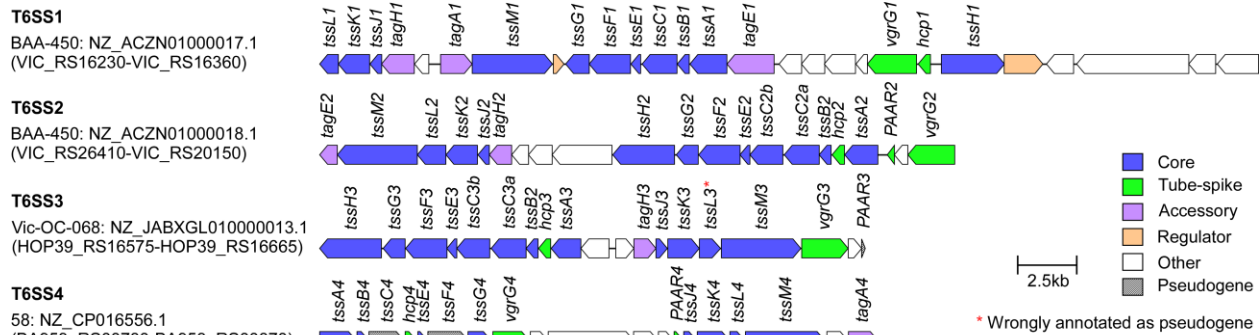 T6SS1
BAA-450: NZ_ACZN01000017.1
(VIC_RS16230-VIC_RS16360)
tssL1 tssK1 tssJ1 tagH1 tagA1 tssM1 tssG1 tssF1 tssE1 tssC1 tssB1 tssA1 tagE1 vgrG1 hcp1 tssH1
T6SS2
BAA-450: NZ_ACZN01000018.1
(VIC_RS26410-VIC_RS20150)
tagE2 tssM2 tssL2 tssK2 tssJ2 tagH2 tssH2 tssG2 tssF2 tssE2 tssC2b tssC2a tssB2 hcp2 tssA2 PAAR2 vgrG2
T6SS3
Vic-OC-068: NZ_JABXGL010000013.1
(HOP39_RS16575-HOP39_RS16665)
tssH3 tssG3 tssF3 tssE3 tssC3b tssC3a tssB2 hcp3 tssA3 tagH3 tssJ3 tssK3 tssL3* tssM3 vgrG3 PAAR3
T6SS4
58: NZ_CP016556.1
tssA4 tssB4 tssC4 hcp4 tssE4 tssF4 tssG4 vgrG4 PAAR4 tssJ4 tssK4 tssL4 tssM4 tagA4
Core
Tube-spike
Accessory
Regulator
Other
Pseudogene
2.5kb
* Wrongly annotated as pseudogene